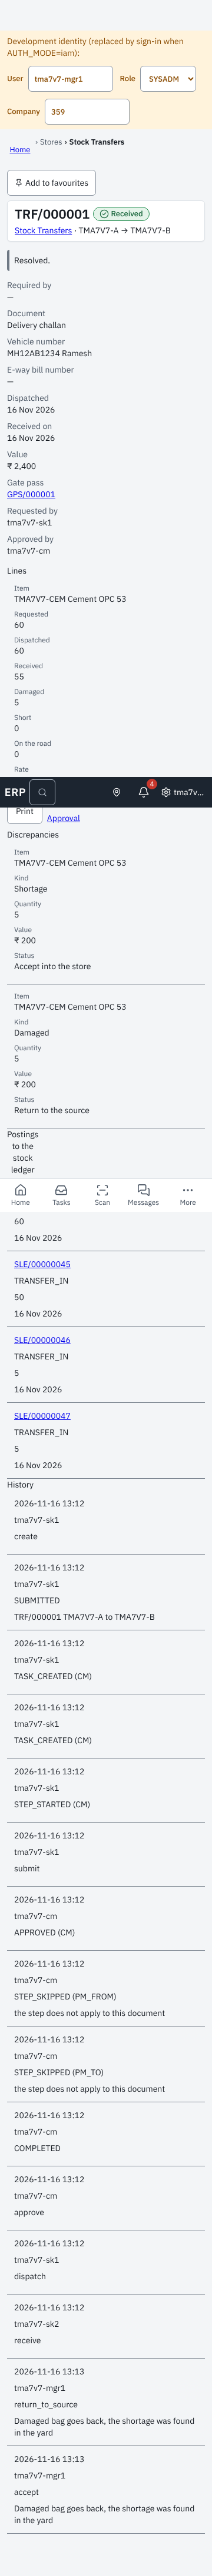 Development identity (replaced by sign-in when
AUTH_MODE=iam):
User tma7v7-mgr1 Role SYSADM
Company 359
Home › Stores › Stock Transfers
Add to favourites
TRF/000001 Received
Stock Transfers · TMA7V7-A → TMA7V7-B
Resolved.
Required by
—
Document
Delivery challan
Vehicle number
MH12AB1234 Ramesh
E-way bill number
—
Dispatched
16 Nov 2026
Received on
16 Nov 2026
Value
₹ 2,400
Gate pass
GPS/000001
Requested by
tma7v7-sk1
Approved by
tma7v7-cm
Lines
Item
TMA7V7-CEM Cement OPC 53
Requested
60
Dispatched
60
Received
55
Damaged
5
Short
0
On the road
0
Rate
ERP 4 tma7v...
Print Approval
Discrepancies
Item
TMA7V7-CEM Cement OPC 53
Kind
Shortage
Quantity
5
Value
₹ 200
Status
Accept into the store
Item
TMA7V7-CEM Cement OPC 53
Kind
Damaged
Quantity
5
Value
₹ 200
Status
Return to the source
Postings
to the
stock
ledger
Home Tasks Scan Messages More
60
16 Nov 2026
SLE/00000045
TRANSFER_IN
50
16 Nov 2026
SLE/00000046
TRANSFER_IN
5
16 Nov 2026
SLE/00000047
TRANSFER_IN
5
16 Nov 2026
History
2026-11-16 13:12
tma7v7-sk1
create
2026-11-16 13:12
tma7v7-sk1
SUBMITTED
TRF/000001 TMA7V7-A to TMA7V7-B
2026-11-16 13:12
tma7v7-sk1
TASK_CREATED (CM)
2026-11-16 13:12
tma7v7-sk1
TASK_CREATED (CM)
2026-11-16 13:12
tma7v7-sk1
STEP_STARTED (CM)
2026-11-16 13:12
tma7v7-sk1
submit
2026-11-16 13:12
tma7v7-cm
APPROVED (CM)
2026-11-16 13:12
tma7v7-cm
STEP_SKIPPED (PM_FROM)
the step does not apply to this document
2026-11-16 13:12
tma7v7-cm
STEP_SKIPPED (PM_TO)
the step does not apply to this document
2026-11-16 13:12
tma7v7-cm
COMPLETED
2026-11-16 13:12
tma7v7-cm
approve
2026-11-16 13:12
tma7v7-sk1
dispatch
2026-11-16 13:12
tma7v7-sk2
receive
2026-11-16 13:13
tma7v7-mgr1
return_to_source
Damaged bag goes back, the shortage was found
in the yard
2026-11-16 13:13
tma7v7-mgr1
accept
Damaged bag goes back, the shortage was found
in the yard